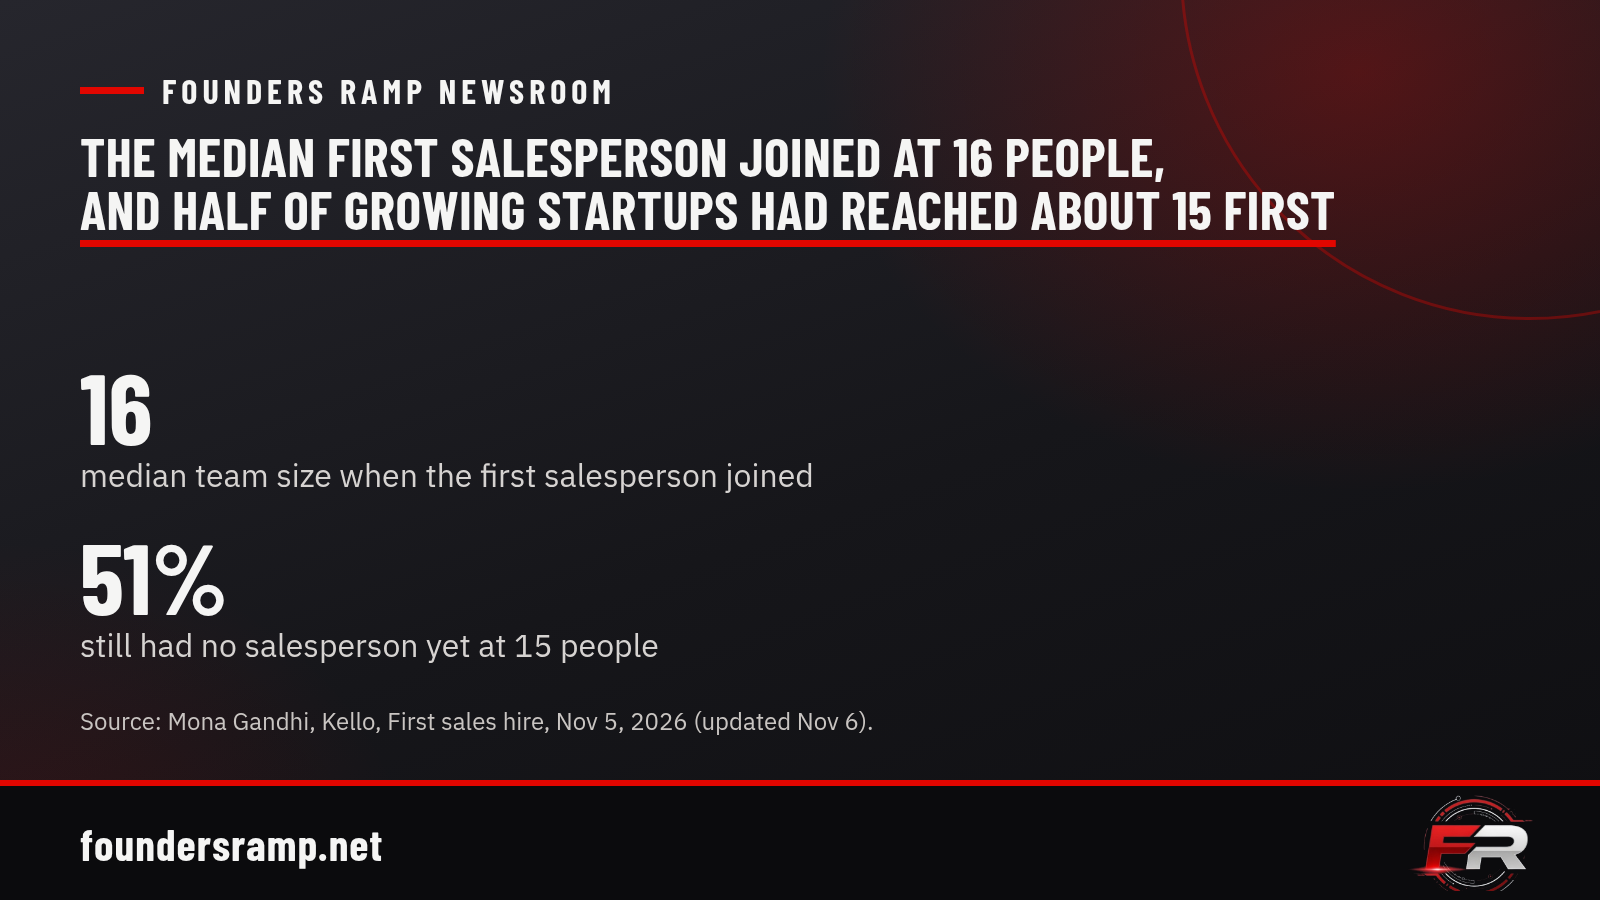 FOUNDERS RAMP NEWSROOM
THE MEDIAN FIRST SALESPERSON JOINED AT 16 PEOPLE,
AND HALF OF GROWING STARTUPS HAD REACHED ABOUT 15 FIRST
16
median team size when the first salesperson joined
51%
still had no salesperson yet at 15 people
Source: Mona Gandhi, Kello, First sales hire, Nov 5, 2026 (updated Nov 6).
foundersramp.net
FR